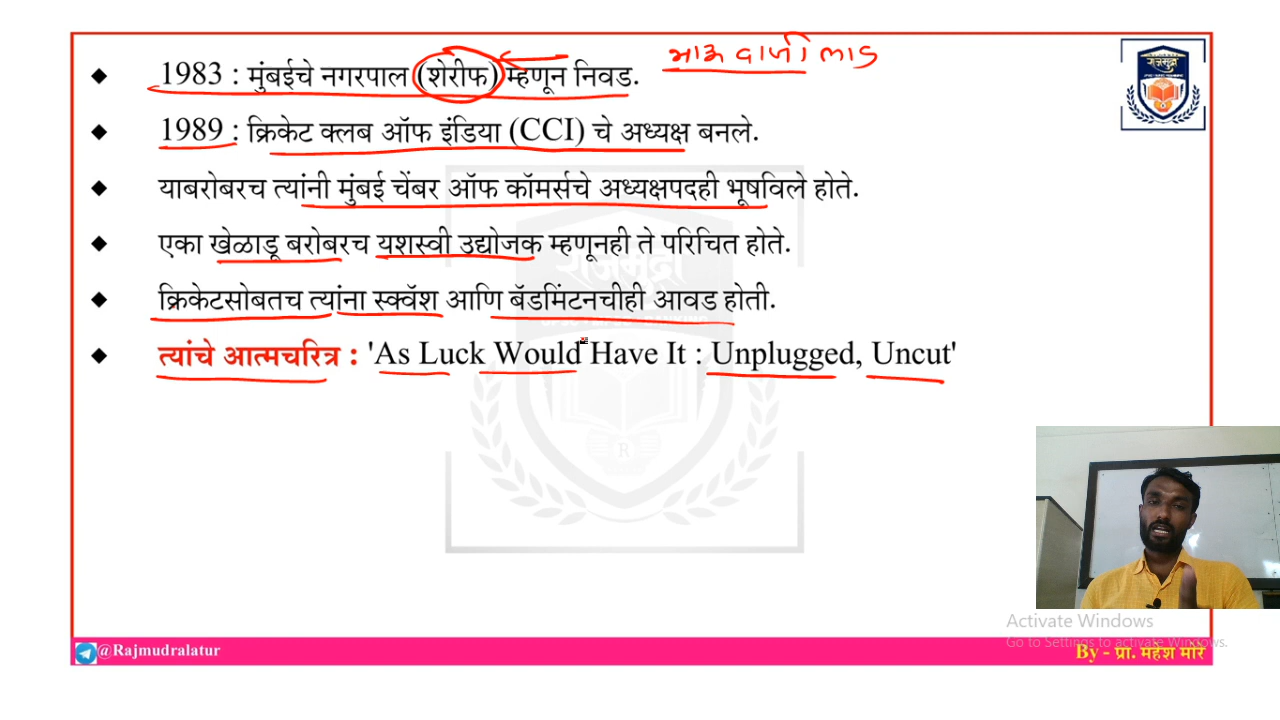 भाऊ दाजी लाड
1983 : मुंबईचे नगरपाल (शेरीफ) म्हणून निवड.
राजमुद्रा
1989 : क्रिकेट क्लब ऑफ इंडिया (CCI) चे अध्यक्ष बनले.
याबरोबरच त्यांनी मुंबई चेंबर ऑफ कॉमर्सचे अध्यक्षपदही भूषविले होते.
एका खेळाडू बरोबरच यशस्वी उद्योजक म्हणूनही ते परिचित होते.
राजमुद्रा
क्रिकेटसोबतच त्यांना स्क्वॅश आणि बॅडमिंटनचीही आवड होती.
त्यांचे आत्मचरित्र : 'As Luck Would Have It : Unplugged, Uncut'
R
Activate Windows
Go to Settings to activate Windows.
@Rajmudralatur
By - प्रा. महेश मोरे